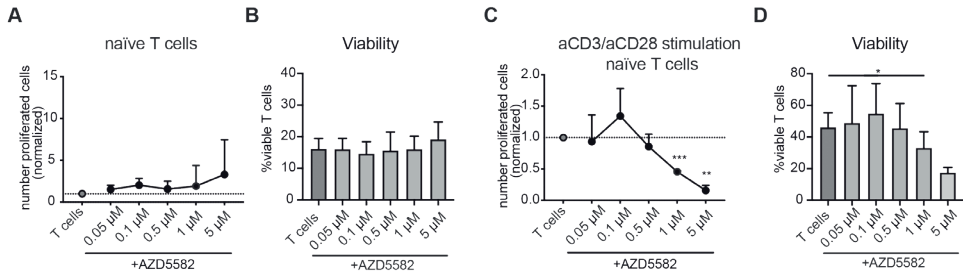 A
naïve T cells
number proliferated cells
(normalized)
15
10
5
0
T cells
0.05 µM
0.1 µM
0.5 µM
1 µM
5 µM
+AZD5582
B
Viability
%viable T cells
40
30
20
10
0
T cells
0.05 µM
0.1 µM
0.5 µM
1 µM
5 µM
+AZD5582
C
aCD3/aCD28 stimulation
naïve T cells
number proliferated cells
(normalized)
2.0
1.5
1.0
0.5
0.0
***
**
T cells
0.05 µM
0.1 µM
0.5 µM
1 µM
5 µM
+AZD5582
D
Viability
%viable T cells
80
60
40
20
0
*
T cells
0.05 µM
0.1 µM
0.5 µM
1 µM
5 µM
+AZD5582